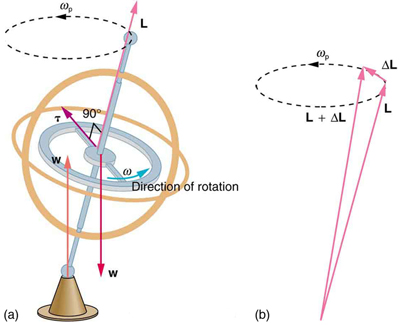 ωp
L
90°
τ
w
ω
Direction of rotation
w
(a)
ωp
ΔL
L
L + ΔL
(b)